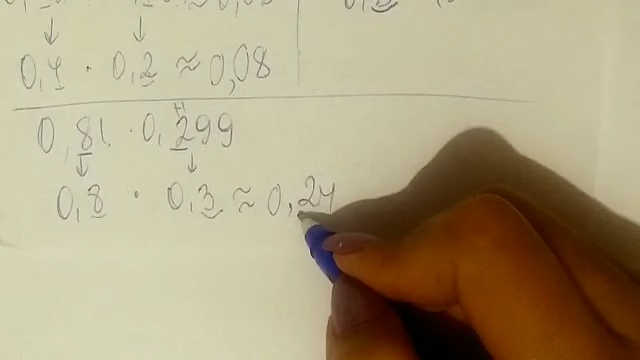 0,4 · 0,2 ≈ 0,08
0,81 · 0,299
0,8 · 0,3 ≈ 0,24